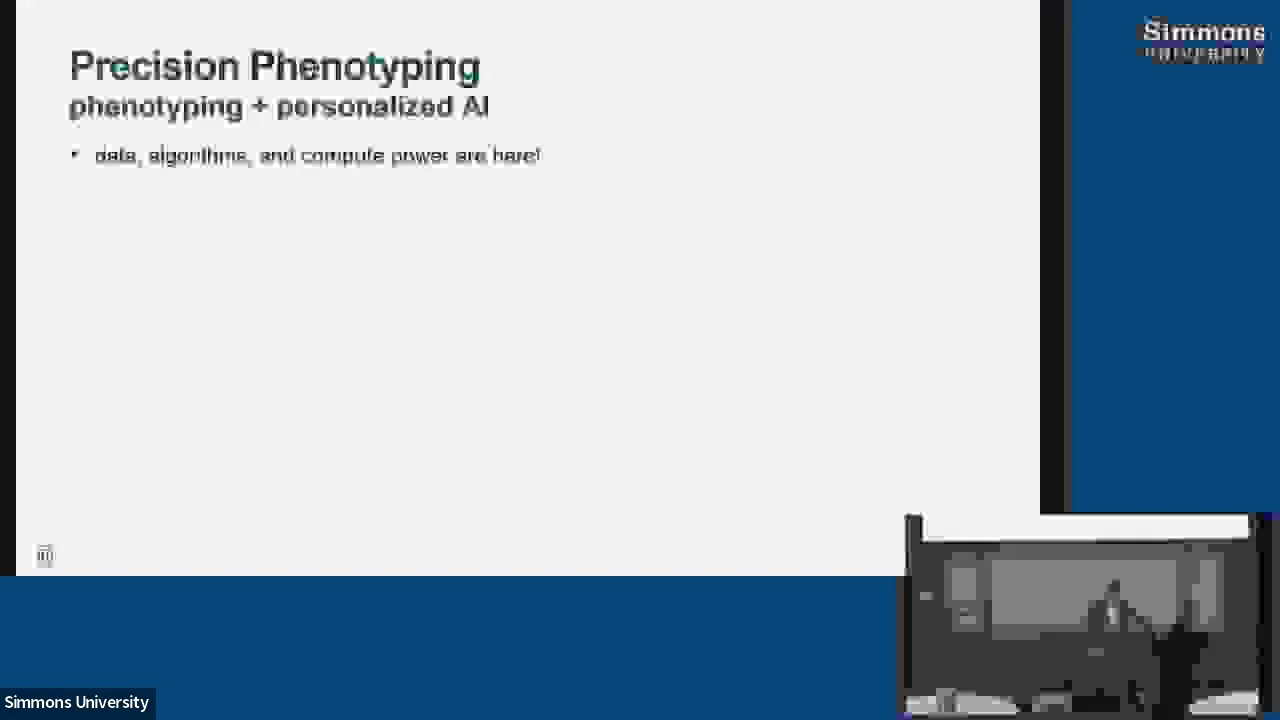 Precision Phenotyping
phenotyping + personalized AI
• data, algorithms, and compute power are here!
Simmons
UNIVERSITY
Simmons University